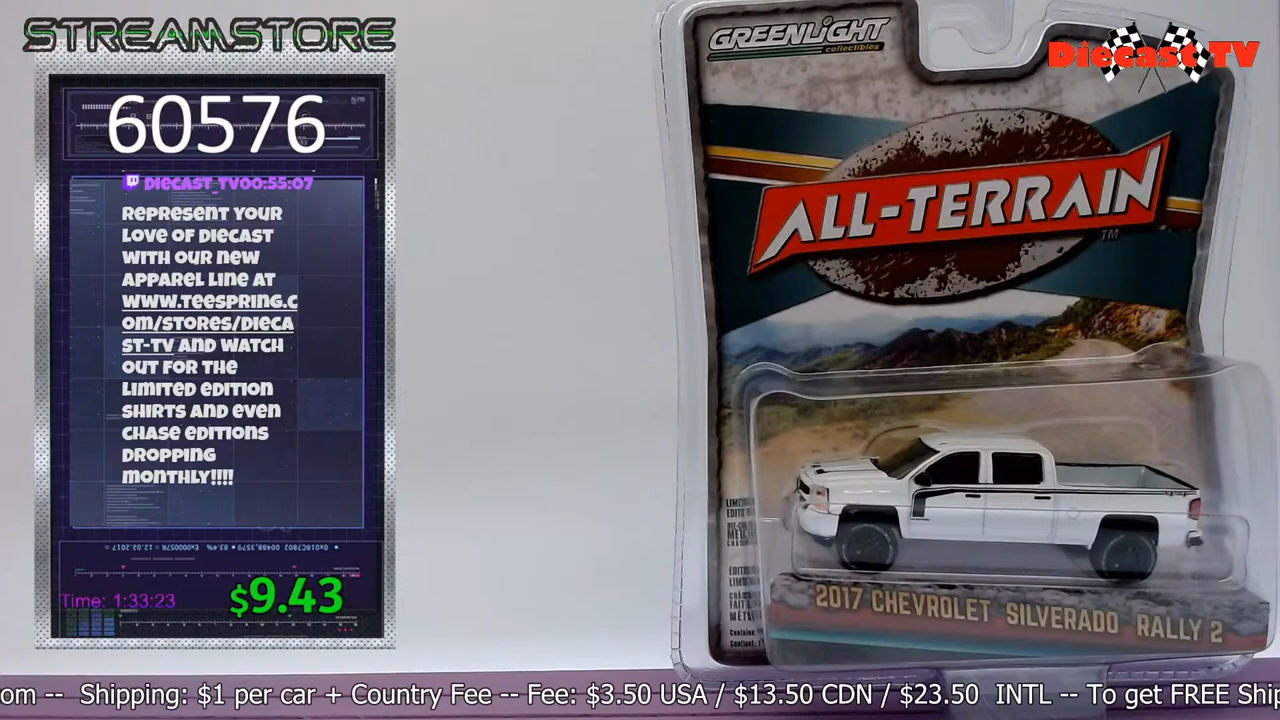 STREAMSTORE
60576
DIECAST_TV00:55:07
REPRESENT YOUR
LOVE OF DIECAST
WITH OUR NEW
APPAREL LINE AT
WWW.TEESPRING.C
OM/STORES/DIECA
ST-TV AND WATCH
OUT FOR THE
LIMITED EDITION
SHIRTS AND EVEN
CHASE EDITIONS
DROPPING
MONTHLY!!!!
Time: 1:33:23
$9.43
GREENLIGHT
collectibles
Diecast TV
ALL-TERRAIN
TM
2017 CHEVROLET SILVERADO RALLY 2
om -- Shipping: $1 per car + Country Fee -- Fee: $3.50 USA / $13.50 CDN / $23.50 INTL -- To get FREE Ship